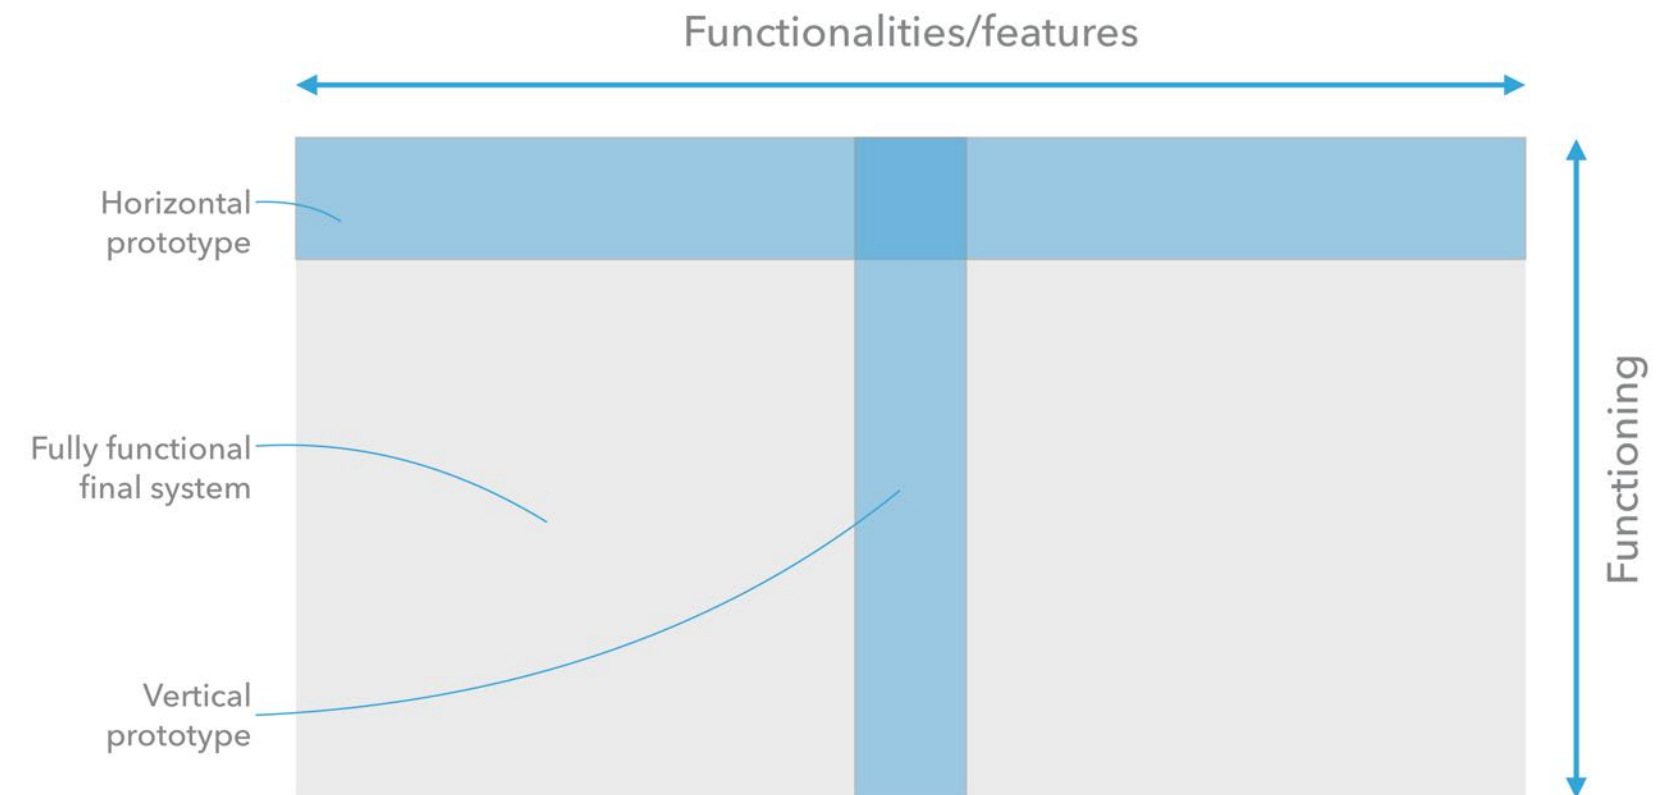 Functionalities/features
Horizontal
prototype
Fully functional
final system
Vertical
prototype
Functioning